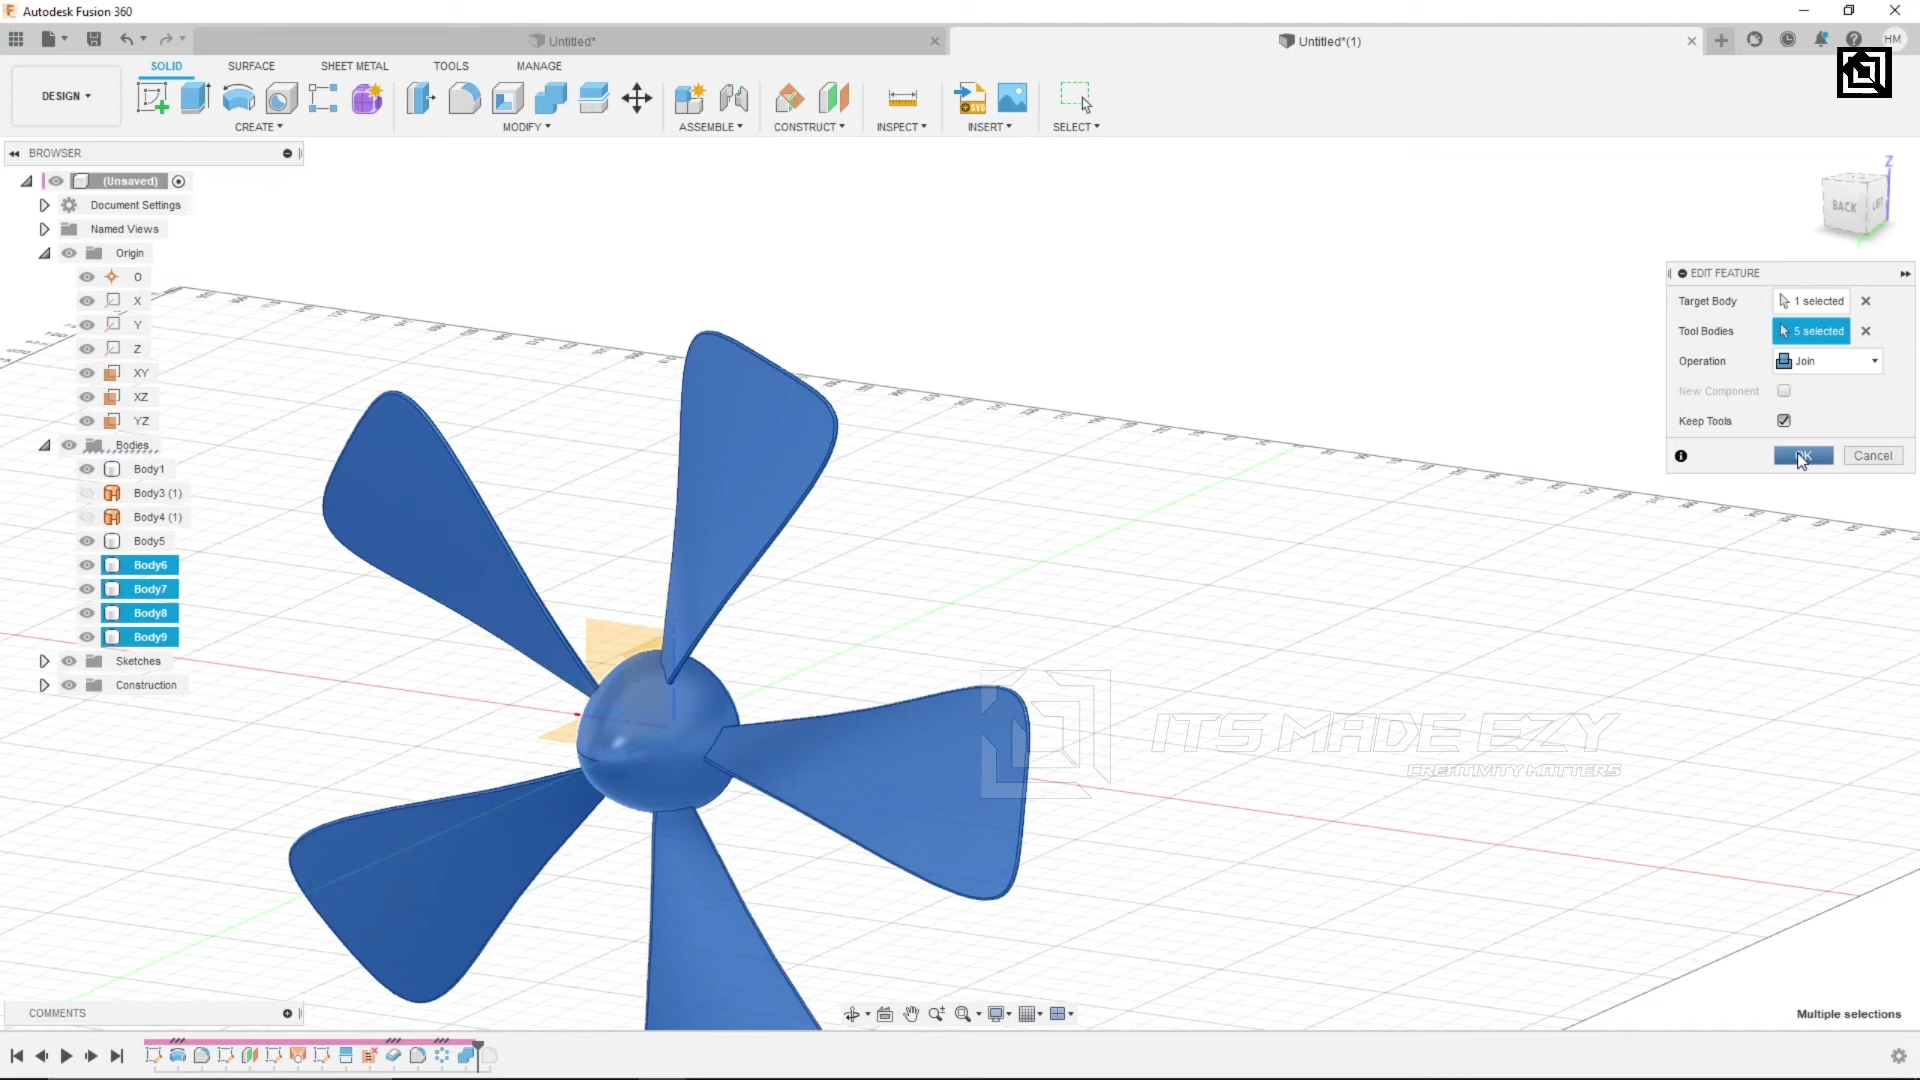 Autodesk Fusion 360
Untitled*
Untitled*(1)
HM
DESIGN
SOLID
SURFACE
SHEET METAL
TOOLS
MANAGE
CREATE
MODIFY
ASSEMBLE
CONSTRUCT
INSPECT
INSERT
SELECT
BROWSER
(Unsaved)
Document Settings
Named Views
Origin
O
X
Y
Z
XY
XZ
YZ
Bodies
Body1
Body3 (1)
Body4 (1)
Body5
Body6
Body7
Body8
Body9
Sketches
Construction
Z
BACK
EDIT FEATURE
Target Body 1 selected
Tool Bodies 5 selected
Operation Join
New Component
Keep Tools
OK Cancel
ITS MADE EZY
CREATIVITY MATTERS
COMMENTS
Multiple selections